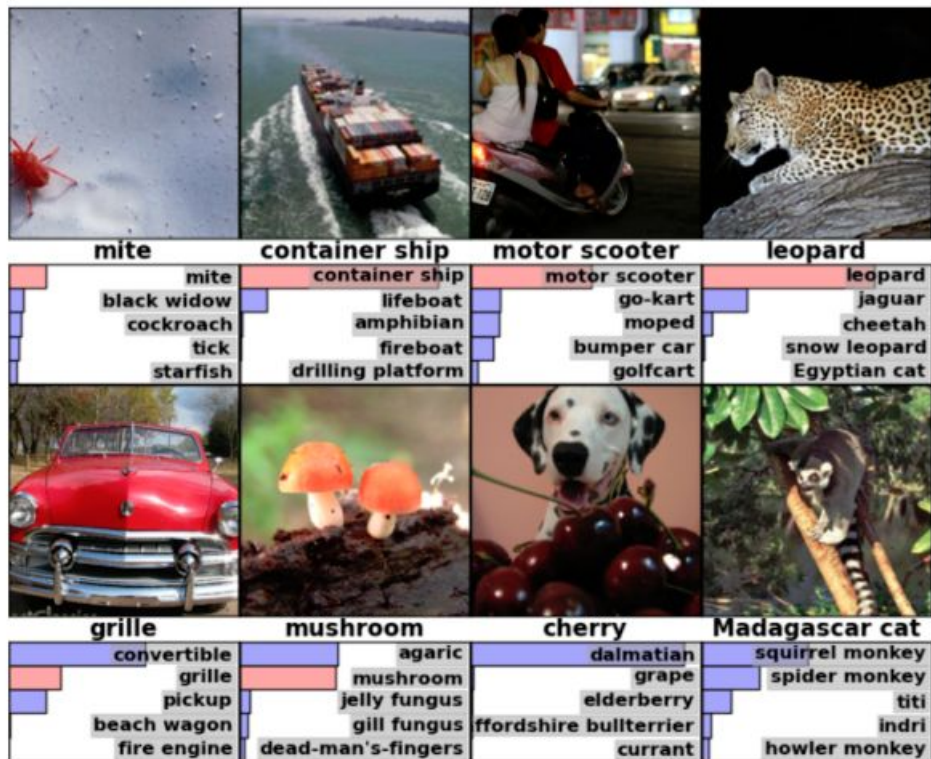 mite
container ship
motor scooter
leopard
mite
black widow
cockroach
tick
starfish
container ship
lifeboat
amphibian
fireboat
drilling platform
motor scooter
go-kart
moped
bumper car
golfcart
leopard
jaguar
cheetah
snow leopard
Egyptian cat
grille
mushroom
cherry
Madagascar cat
convertible
grille
pickup
beach wagon
fire engine
agaric
mushroom
jelly fungus
gill fungus
dead-man's-fingers
dalmatian
grape
elderberry
ffordshire bullterrier
currant
squirrel monkey
spider monkey
titi
indri
howler monkey